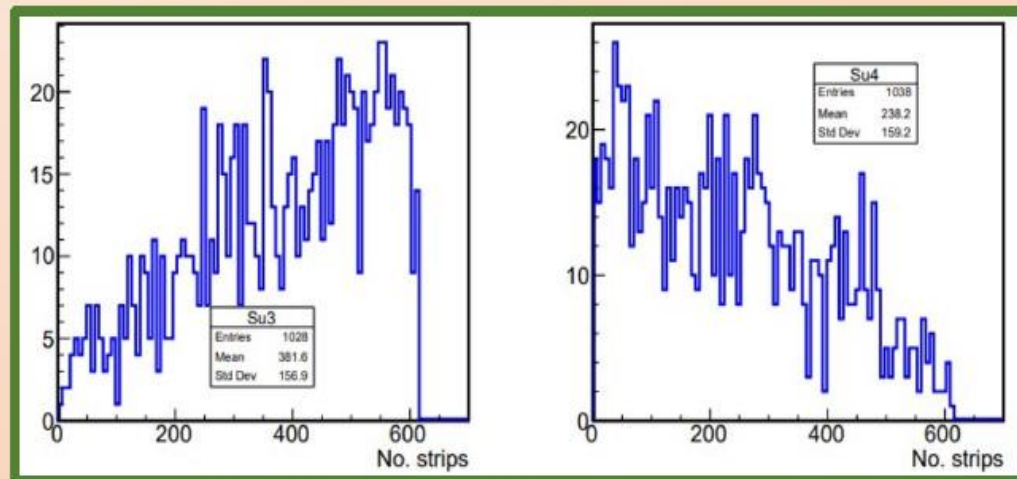 Su3
Entries 1028
Mean 381.6
Std Dev 156.9
20
15
10
5
0
0 200 400 600
No. strips
Su4
Entries 1038
Mean 238.2
Std Dev 159.2
20
10
0
0 200 400 600
No. strips